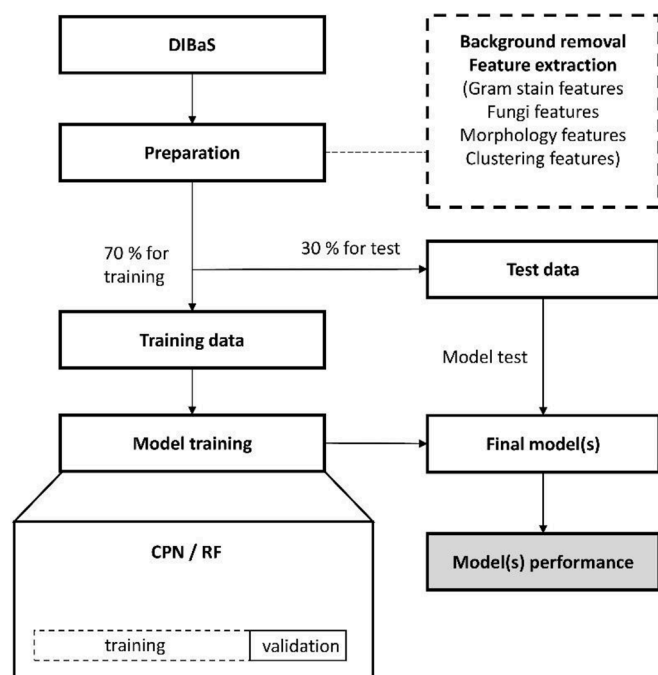 DIBaS
Background removal
Feature extraction
(Gram stain features
Fungi features
Morphology features
Clustering features)
Preparation
70 % for
training
30 % for test
Test data
Training data
Model test
Model training
Final model(s)
CPN / RF
Model(s) performance
training
validation